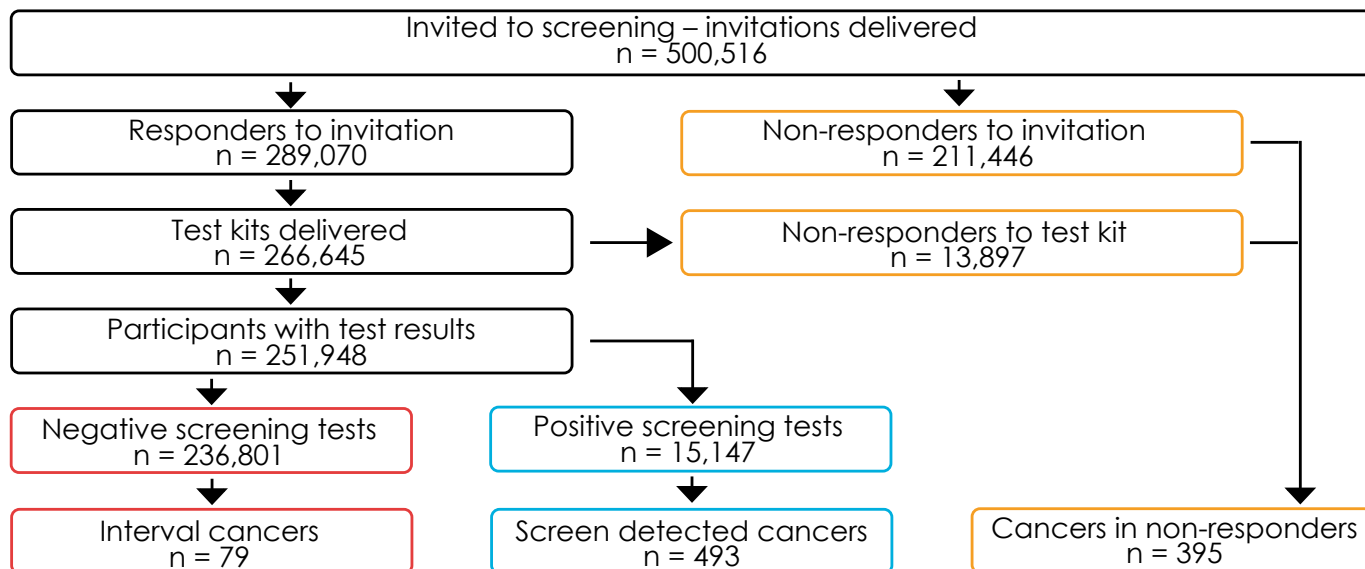 Invited to screening – invitations delivered
n = 500,516
Responders to invitation
n = 289,070
Non-responders to invitation
n = 211,446
Test kits delivered
n = 266,645
Non-responders to test kit
n = 13,897
Participants with test results
n = 251,948
Negative screening tests
n = 236,801
Positive screening tests
n = 15,147
Interval cancers
n = 79
Screen detected cancers
n = 493
Cancers in non-responders
n = 395